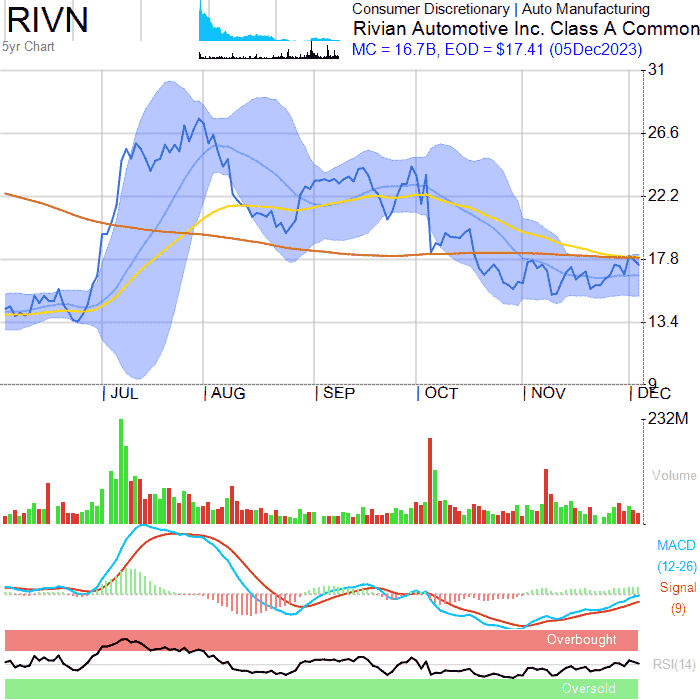 RIVN
5yr Chart
Consumer Discretionary | Auto Manufacturing
Rivian Automotive Inc. Class A Common
MC = 16.7B, EOD = $17.41 (05Dec2023)
31
26.6
22.2
17.8
13.4
9
JUL AUG SEP OCT NOV DEC
232M
Volume
MACD
(12-26)
Signal
(9)
Overbought
RSI(14)
Oversold